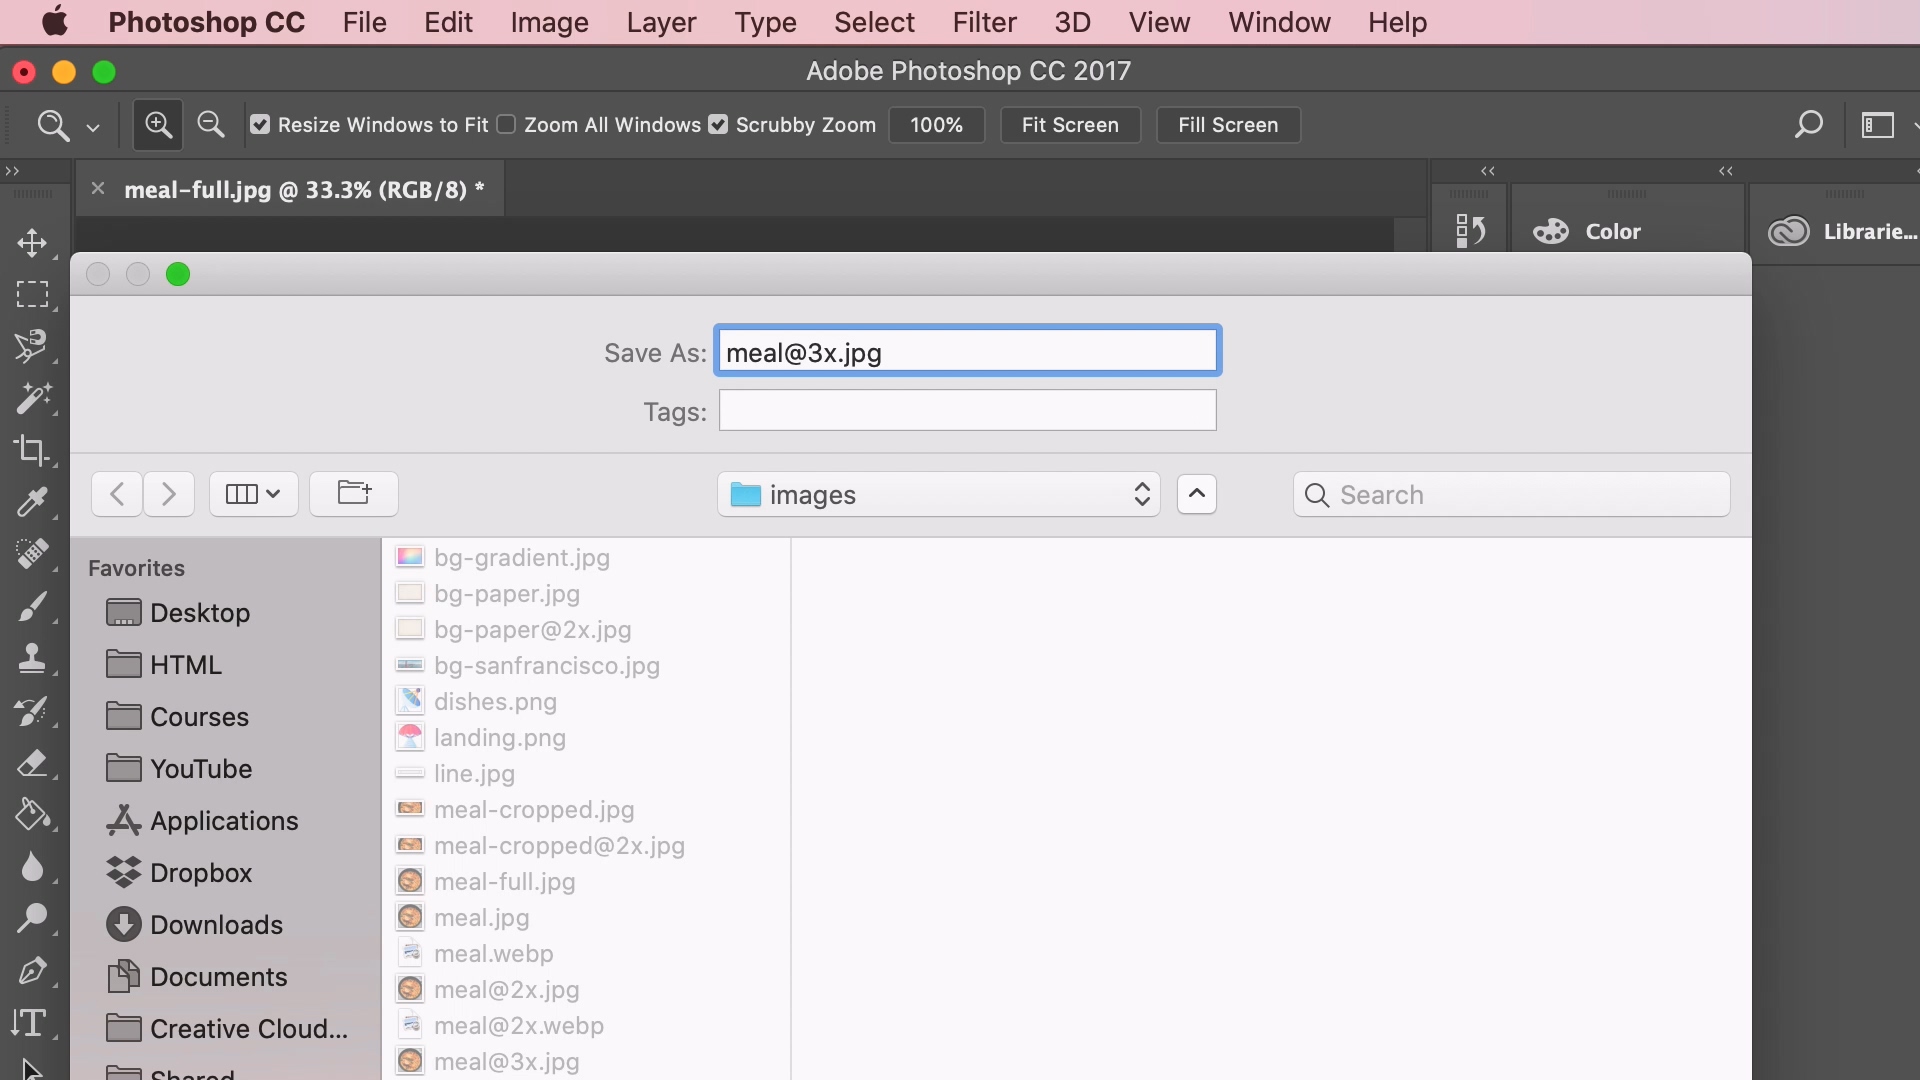 Photoshop CC File Edit Image Layer Type Select Filter 3D View Window Help
Adobe Photoshop CC 2017
Resize Windows to Fit Zoom All Windows Scrubby Zoom 100% Fit Screen Fill Screen
meal-full.jpg @ 33.3% (RGB/8) *
Color
Librarie...
Save As: meal@3x.jpg
Tags:
images
Search
Favorites
Desktop
HTML
Courses
YouTube
Applications
Dropbox
Downloads
Documents
Creative Cloud...
Shared
bg-gradient.jpg
bg-paper.jpg
bg-paper@2x.jpg
bg-sanfrancisco.jpg
dishes.png
landing.png
line.jpg
meal-cropped.jpg
meal-cropped@2x.jpg
meal-full.jpg
meal.jpg
meal.webp
meal@2x.jpg
meal@2x.webp
meal@3x.jpg